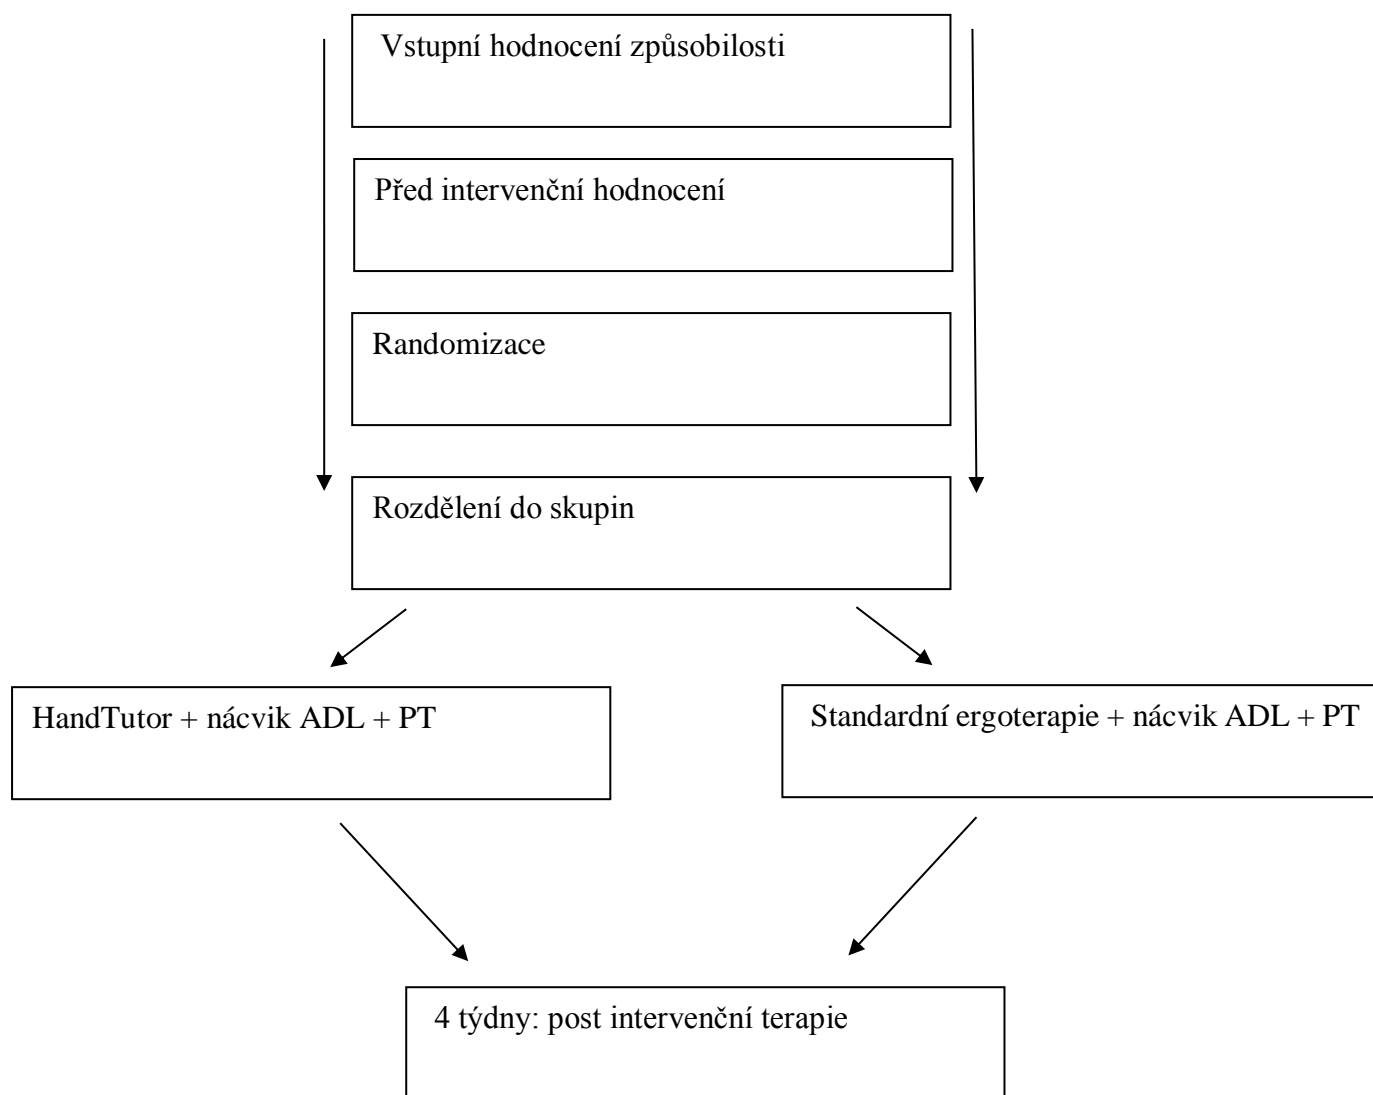 Vstupní hodnocení způsobilosti
Před intervenční hodnocení
Randomizace
Rozdělení do skupin
HandTutor + nácvik ADL + PT
Standardní ergoterapie + nácvik ADL + PT
4 týdny: post intervenční terapie